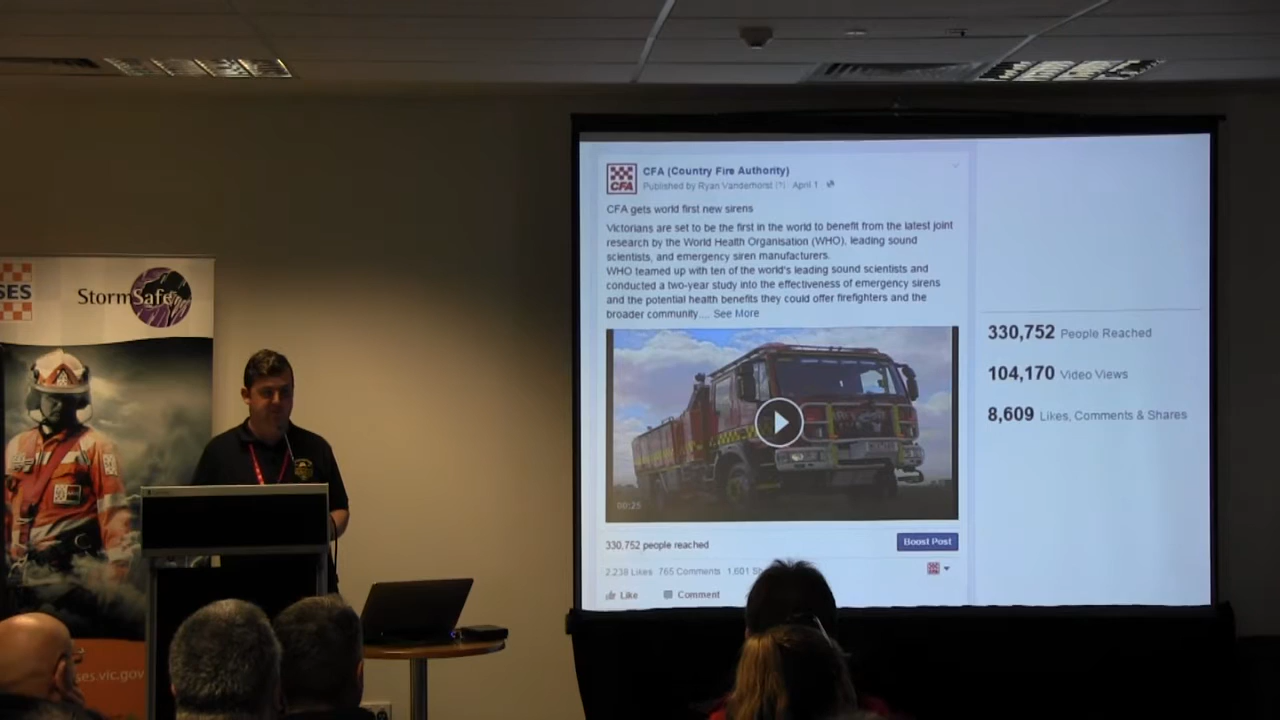 SES
StormSafe
ses.vic.gov
CFA
CFA (Country Fire Authority)
Published by Ryan Vanderhorst [?] · April 1 ·
CFA gets world first new sirens
Victorians are set to be the first in the world to benefit from the latest joint
research by the World Health Organisation (WHO), leading sound
scientists, and emergency siren manufacturers.
WHO teamed up with ten of the world's leading sound scientists and
conducted a two-year study into the effectiveness of emergency sirens
and the potential health benefits they could offer firefighters and the
broader community.... See More
00:25
330,752 people reached
Boost Post
2,238 Likes 765 Comments 1,601 Sh
Like Comment
330,752 People Reached
104,170 Video Views
8,609 Likes, Comments & Shares